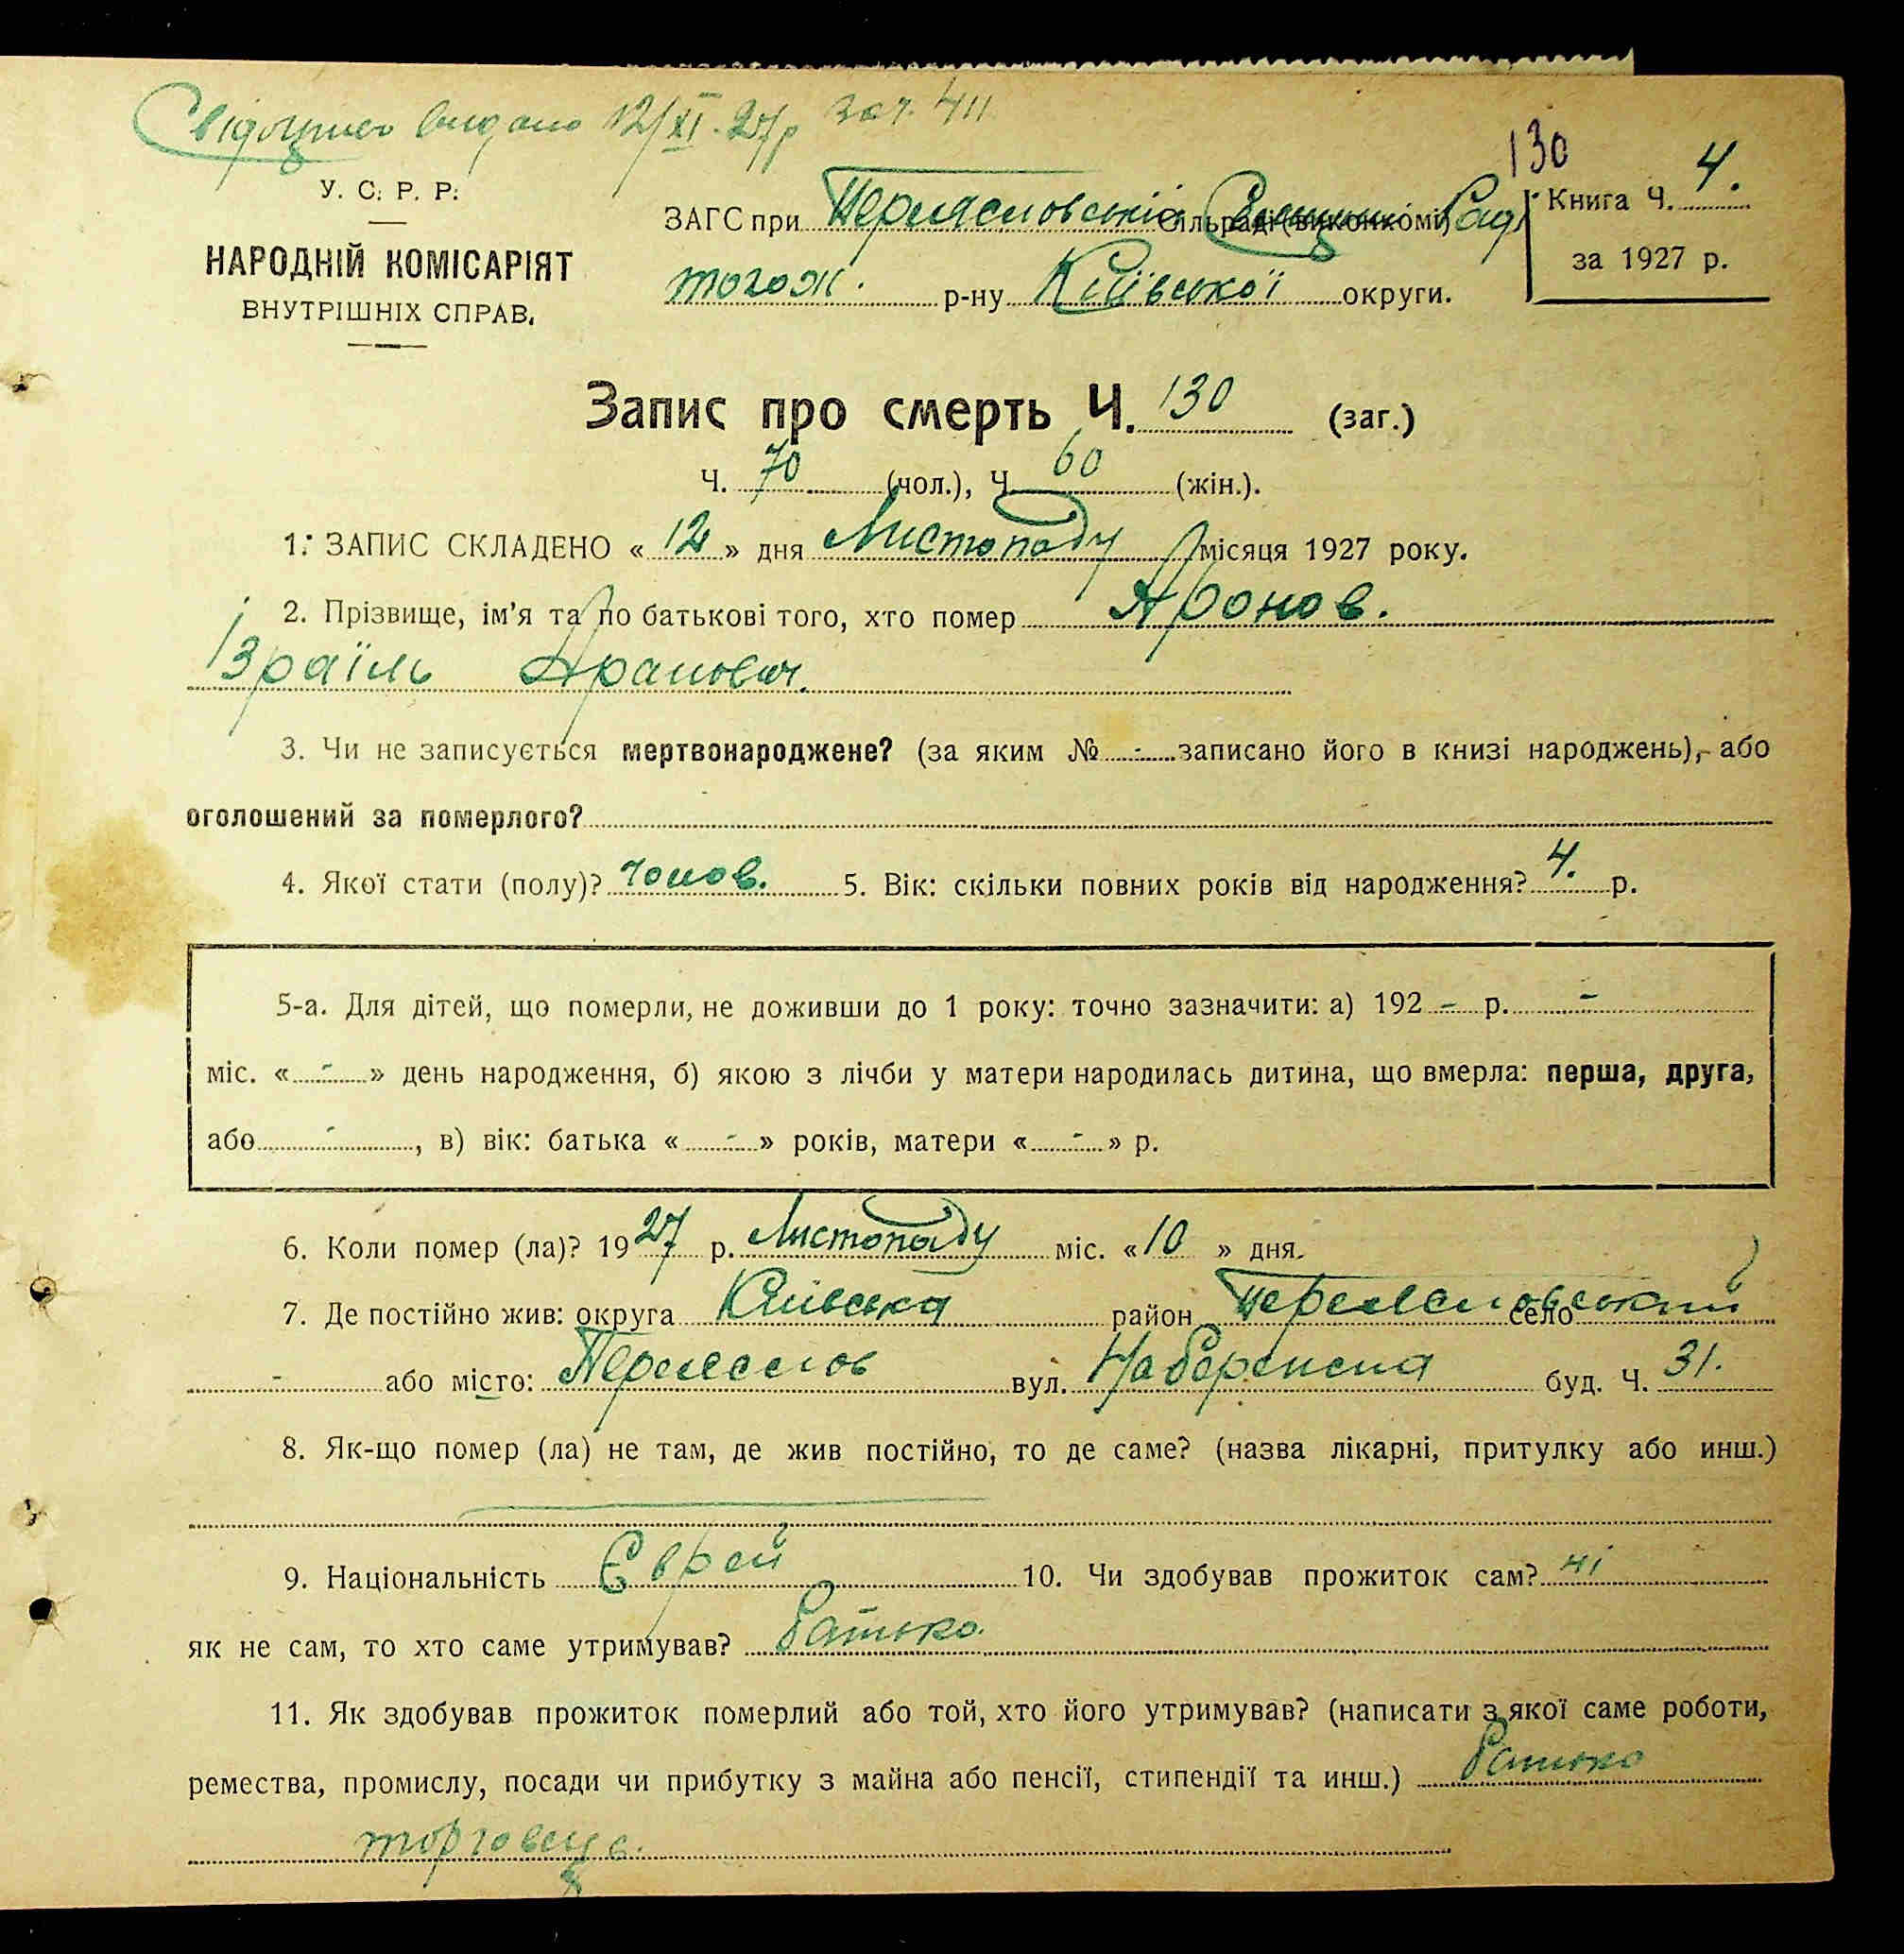 Свідоцтво видано 12/XI. 27р за ч. 411
130
У. С. Р. Р.
НАРОДНІЙ КОМІСАРІЯТ
ВНУТРІШНІХ СПРАВ.
ЗАГС при Переяславській Сільраді (виконкомі) Раді
тогож. р-ну Київської округи.
Книга Ч. 4.
за 1927 р.
Запис про смерть Ч. 130 (заг.)
Ч. 70 (чол.), Ч. 60 (жін.).
1. ЗАПИС СКЛАДЕНО « 12 » дня Листопаду місяця 1927 року.
2. Прізвище, ім'я та по батькові того, хто помер Аронов.
Ізраїль Аранович.
3. Чи не записується мертвонароджене? (за яким № - записано його в книзі народжень), або
оголошений за померлого?
4. Якої стати (полу)? чолов. 5. Вік: скільки повних років від народження? 4. р.
5-а. Для дітей, що померли, не доживши до 1 року: точно зазначити: а) 192 - р. -
міс. « - » день народження, б) якою з лічби у матери народилась дитина, що вмерла: перша, друга,
або - , в) вік: батька « - » років, матери « - » р.
6. Коли помер (ла)? 1927 р. Листопаду міс. « 10 » дня.
7. Де постійно жив: округа Київська район Переяславський село
- або місто: Переяслов вул. Набережна буд. Ч. 31.
8. Як-що помер (ла) не там, де жив постійно, то де саме? (назва лікарні, притулку або инш.)
9. Національність Єврей 10. Чи здобував прожиток сам? ні
як не сам, то хто саме утримував? Батько.
11. Як здобував прожиток померлий або той, хто його утримував? (написати з якої саме роботи,
ремества, промислу, посади чи прибутку з майна або пенсії, стипендії та инш.) Батько
торговець.